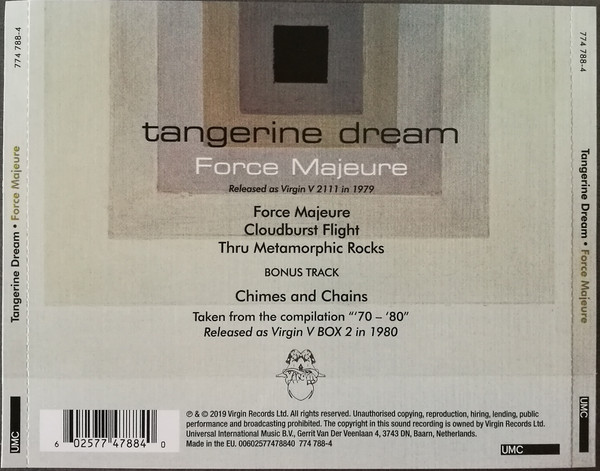 774 788-4
Tangerine Dream • Force Majeure
UMC
tangerine dream
Force Majeure
Released as Virgin V 2111 in 1979
Force Majeure
Cloudburst Flight
Thru Metamorphic Rocks
BONUS TRACK
Chimes and Chains
Taken from the compilation "'70 – '80"
Released as Virgin V BOX 2 in 1980
6 02577 47884 0
℗ & © 2019 Virgin Records Ltd. All rights reserved. Unauthorised copying, reproduction, hiring, lending, public
performance and broadcasting prohibited. The copyright in this sound recording is owned by Virgin Records Ltd.
Universal International Music B.V., Gerrit Van Der Veenlaan 4, 3743 DN, Baarn, Netherlands.
Made in the EU. 00602577478840 774 788-4
UMC
774 788-4
Tangerine Dream • Force Majeure
UMC